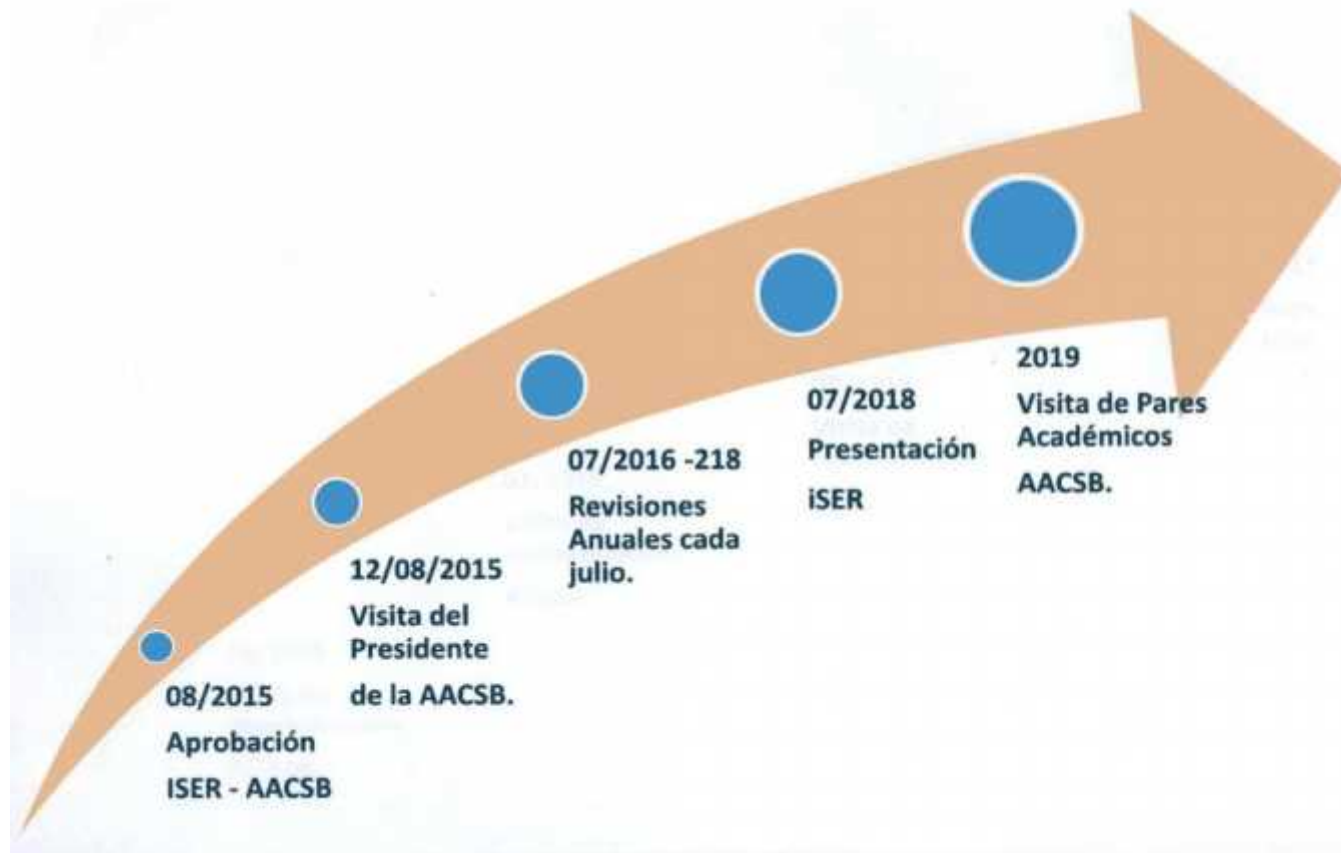 08/2015
Aprobación
ISER - AACSB
12/08/2015
Visita del
Presidente
de la AACSB.
07/2016 -218
Revisiones
Anuales cada
julio.
07/2018
Presentación
iSER
2019
Visita de Pares
Académicos
AACSB.